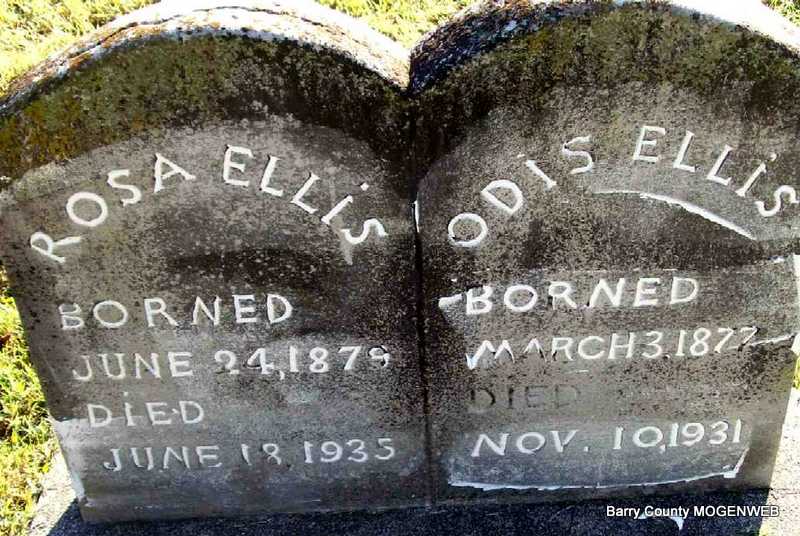 ROSA ELLiS
BORNED
JUNE 24, 1878
DiED
JUNE 18, 1935
ODiS ELLiS
BORNED
MARCH 3, 1877
DIED
NOV. 10, 1931
Barry County MOGENWEB